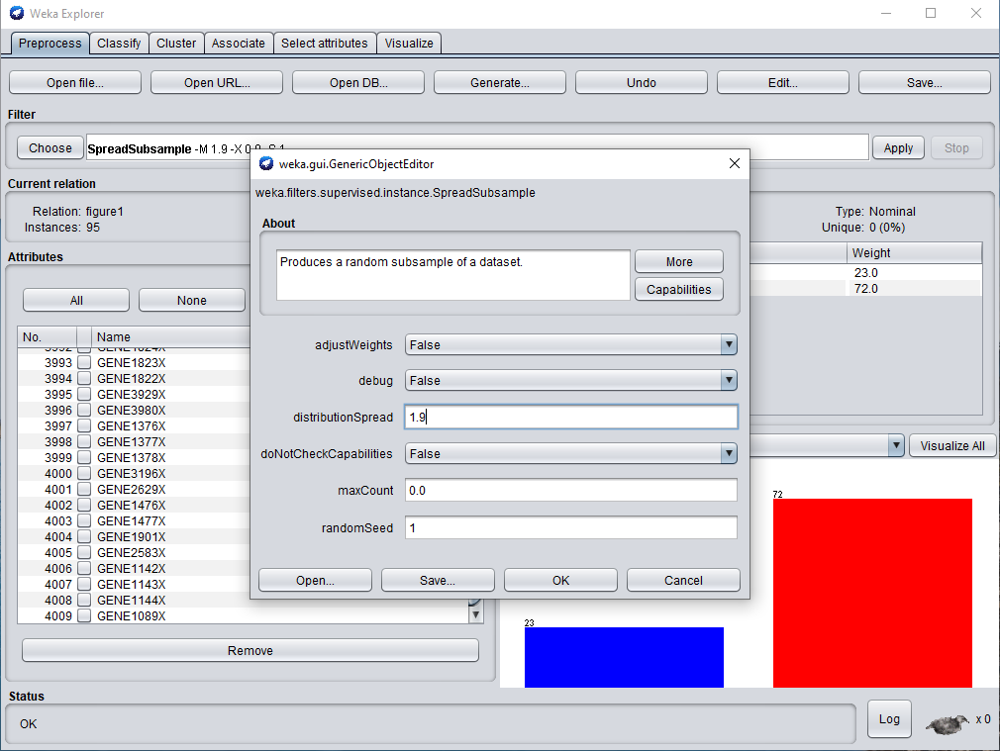 Weka Explorer
Preprocess Classify Cluster Associate Select attributes Visualize
Open file... Open URL... Open DB... Generate... Undo Edit... Save...
Filter
Choose SpreadSubsample -M 1.9 -X 0.0 -S 1 Apply Stop
weka.gui.GenericObjectEditor
weka.filters.supervised.instance.SpreadSubsample
About
Produces a random subsample of a dataset.
More
Capabilities
adjustWeights False
debug False
distributionSpread 1.9
doNotCheckCapabilities False
maxCount 0.0
randomSeed 1
Open... Save... OK Cancel
Current relation
Relation: figure1
Instances: 95
Attributes
All None
No. Name
3992 GENE1824X
3993 GENE1823X
3994 GENE1822X
3995 GENE3929X
3996 GENE3980X
3997 GENE1376X
3998 GENE1377X
3999 GENE1378X
4000 GENE3196X
4001 GENE2629X
4002 GENE1476X
4003 GENE1477X
4004 GENE1901X
4005 GENE2583X
4006 GENE1142X
4007 GENE1143X
4008 GENE1144X
4009 GENE1089X
Remove
Type: Nominal
Unique: 0 (0%)
Weight
23.0
72.0
Visualize All
72
23
Status
OK
Log
x 0